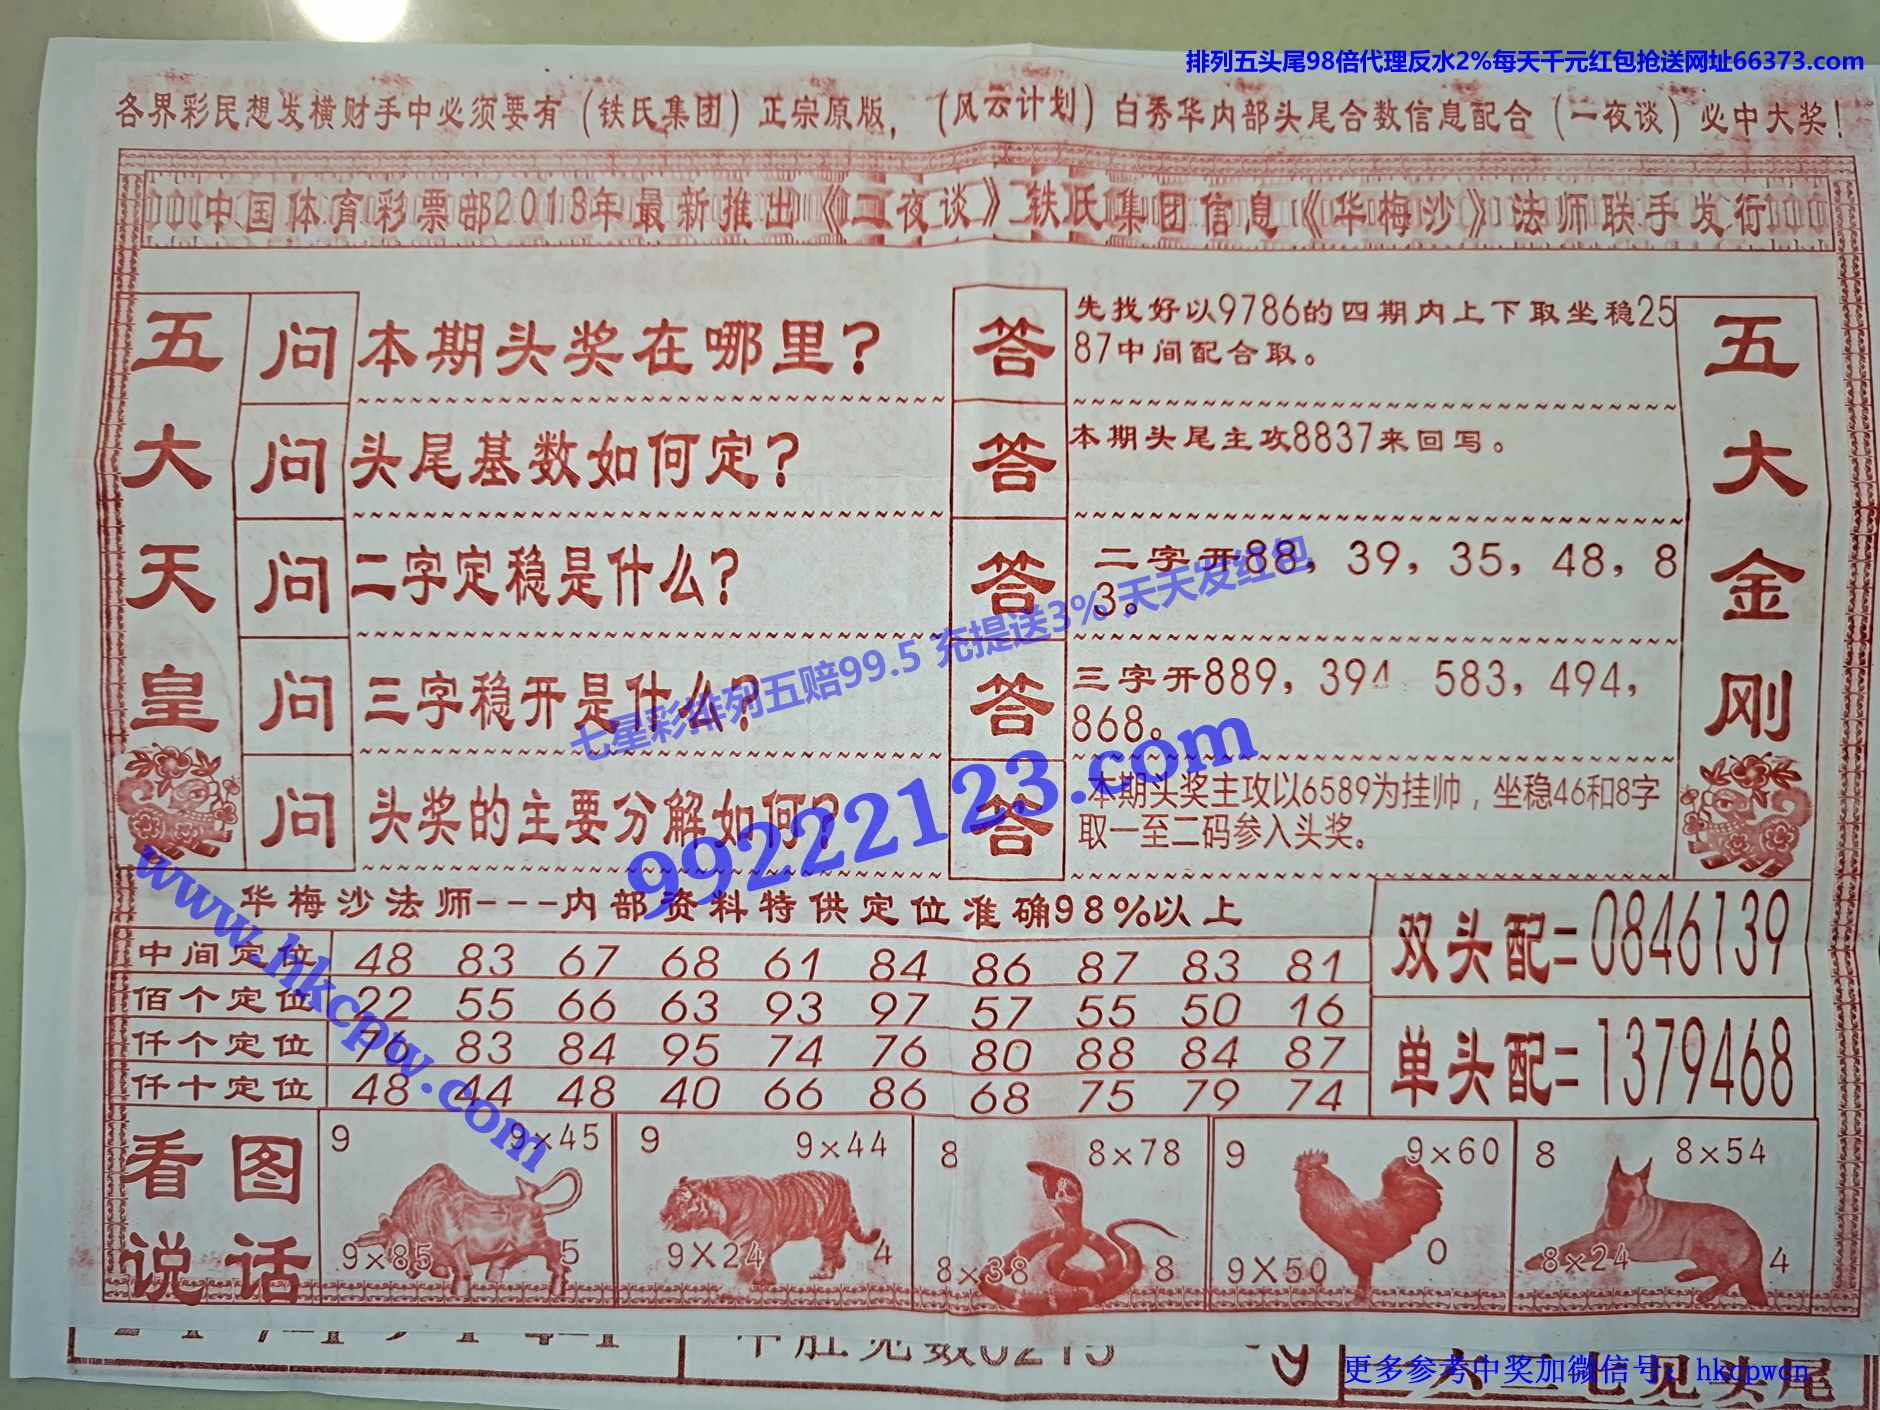 排列五头尾98倍代理反水2%每天千元红包抢送网址66373.com
各界彩民想发横财手中必须要有（铁氏集团）正宗原版，（风云计划）白秀华内部头尾合数信息配合（二夜谈）必中大奖！
中国体育彩票部2018年最新推出《二夜谈》铁氏集团信息《华梅沙》法师联手发行
五大天皇
问 本期头奖在哪里？
答 先找好以9786的四期内上下取坐稳25
87中间配合取。
问 头尾基数如何定？
答 本期头尾主攻8837来回写。
问 二字定稳是什么？
答 二字开88，39，35，48，8
3。
问 三字稳开是什么？
答 三字开889，394 583，494，
868。
问 头奖的主要分解如何？
答 本期头奖主攻以6589为挂帅，坐稳46和8字
取一至二码参入头奖。
五大金刚
七星彩排列五赔99.5 充提送3% 天天发红包
99222123.com
www.hkcpw.com
华梅沙法师---内部资料特供定位准确98%以上
中间定位 48 83 67 68 61 84 86 87 83 81
佰个定位 22 55 66 63 93 97 57 55 50 16
仟个定位 76 83 84 95 74 76 80 88 84 87
仟十定位 48 44 48 40 66 86 68 75 79 74
双头配=0846139
单头配=1379468
看图
说话
9 9×45
9×85 5
9 9×44
9×24 4
8 8×78
8×38 8
9 9×60
9×50 0
8 8×54
8×24 4
更多参考中奖加微信号：hkcpwcn